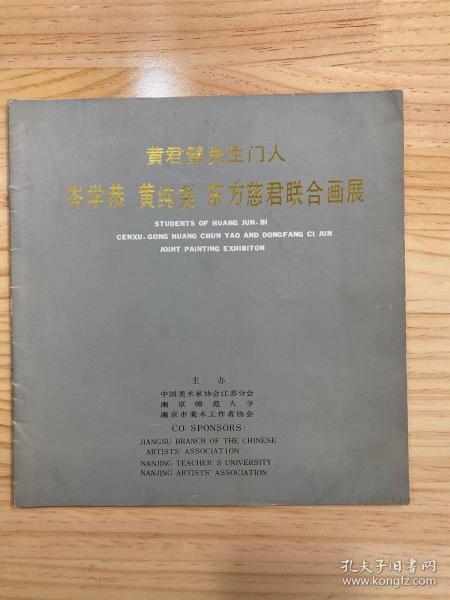 黄君璧先生门人
岑学恭 黄纯尧 东方慈君联合画展
STUDENTS OF HUANG JUN-BI
CENXU-GONG HUANG CHUN YAO AND DONGFANG CI JUN
JOINT PAINTING EXHIBITON
主 办
中国美术家协会江苏分会
南京师范大学
南京市美术工作者协会
CO-SPONSORS:
JIANGSU BRANCH OF THE CHINESE
ARTISTS' ASSOCIATION
NANJING TEACHER'S UNIVERSITY
NANJING ARTISTS' ASSOCIATION
孔夫子旧书网
www.kongfz.com